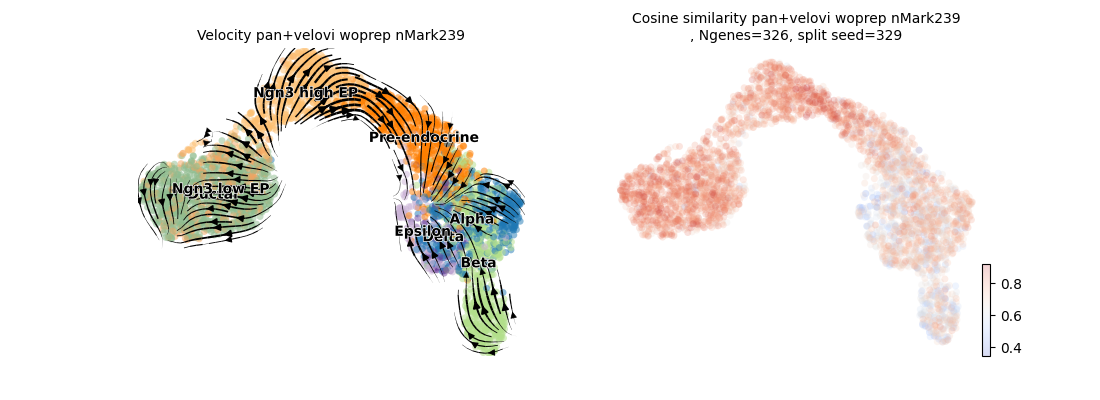 Velocity pan+velovi woprep nMark239
Cosine similarity pan+velovi woprep nMark239
, Ngenes=326, split seed=329
Ngn3 high EP
Pre-endocrine
Ngn3 low EP
Ductal
Alpha
Epsilon
Delta
Beta
0.8
0.6
0.4